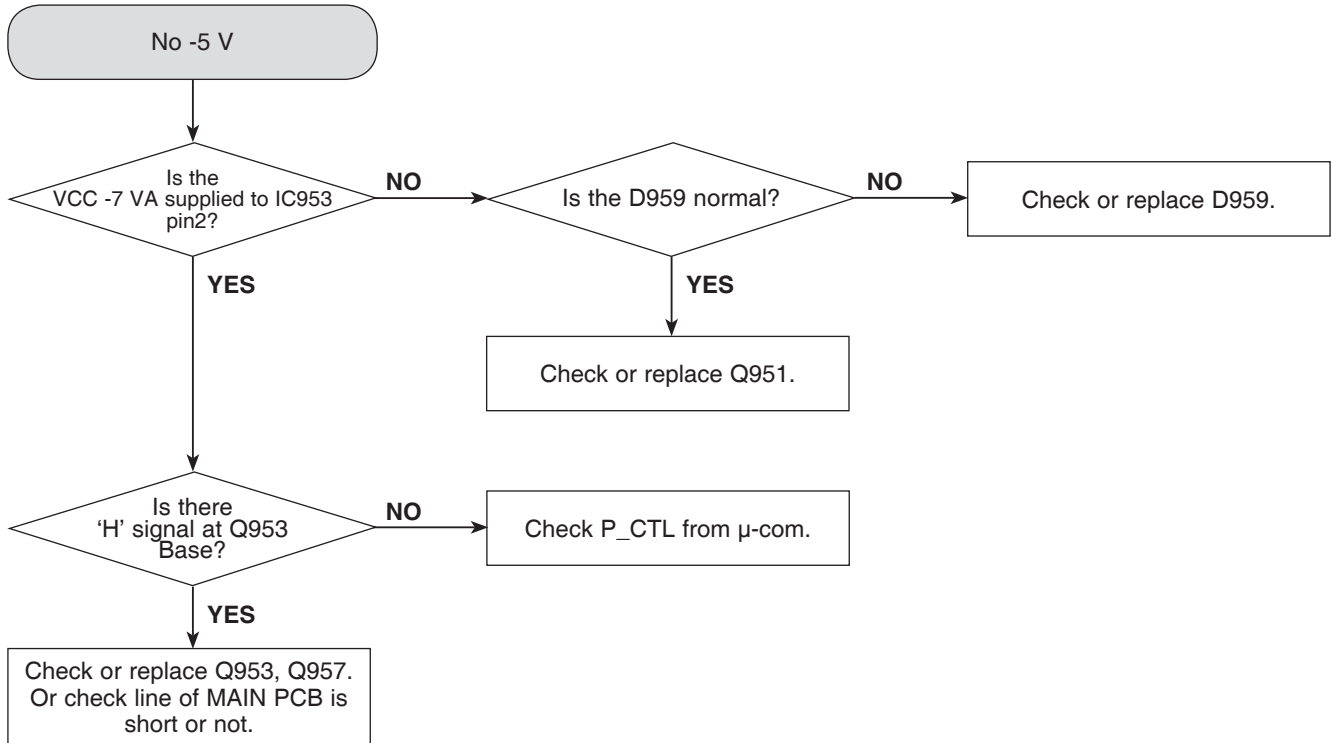 No -5 V
Is the
VCC -7 VA supplied to IC953
pin2?
NO
Is the D959 normal?
NO
Check or replace D959.
YES
YES
Check or replace Q951.
Is there
‘H’ signal at Q953
Base?
NO
Check P_CTL from µ-com.
YES
Check or replace Q953, Q957.
Or check line of MAIN PCB is
short or not.